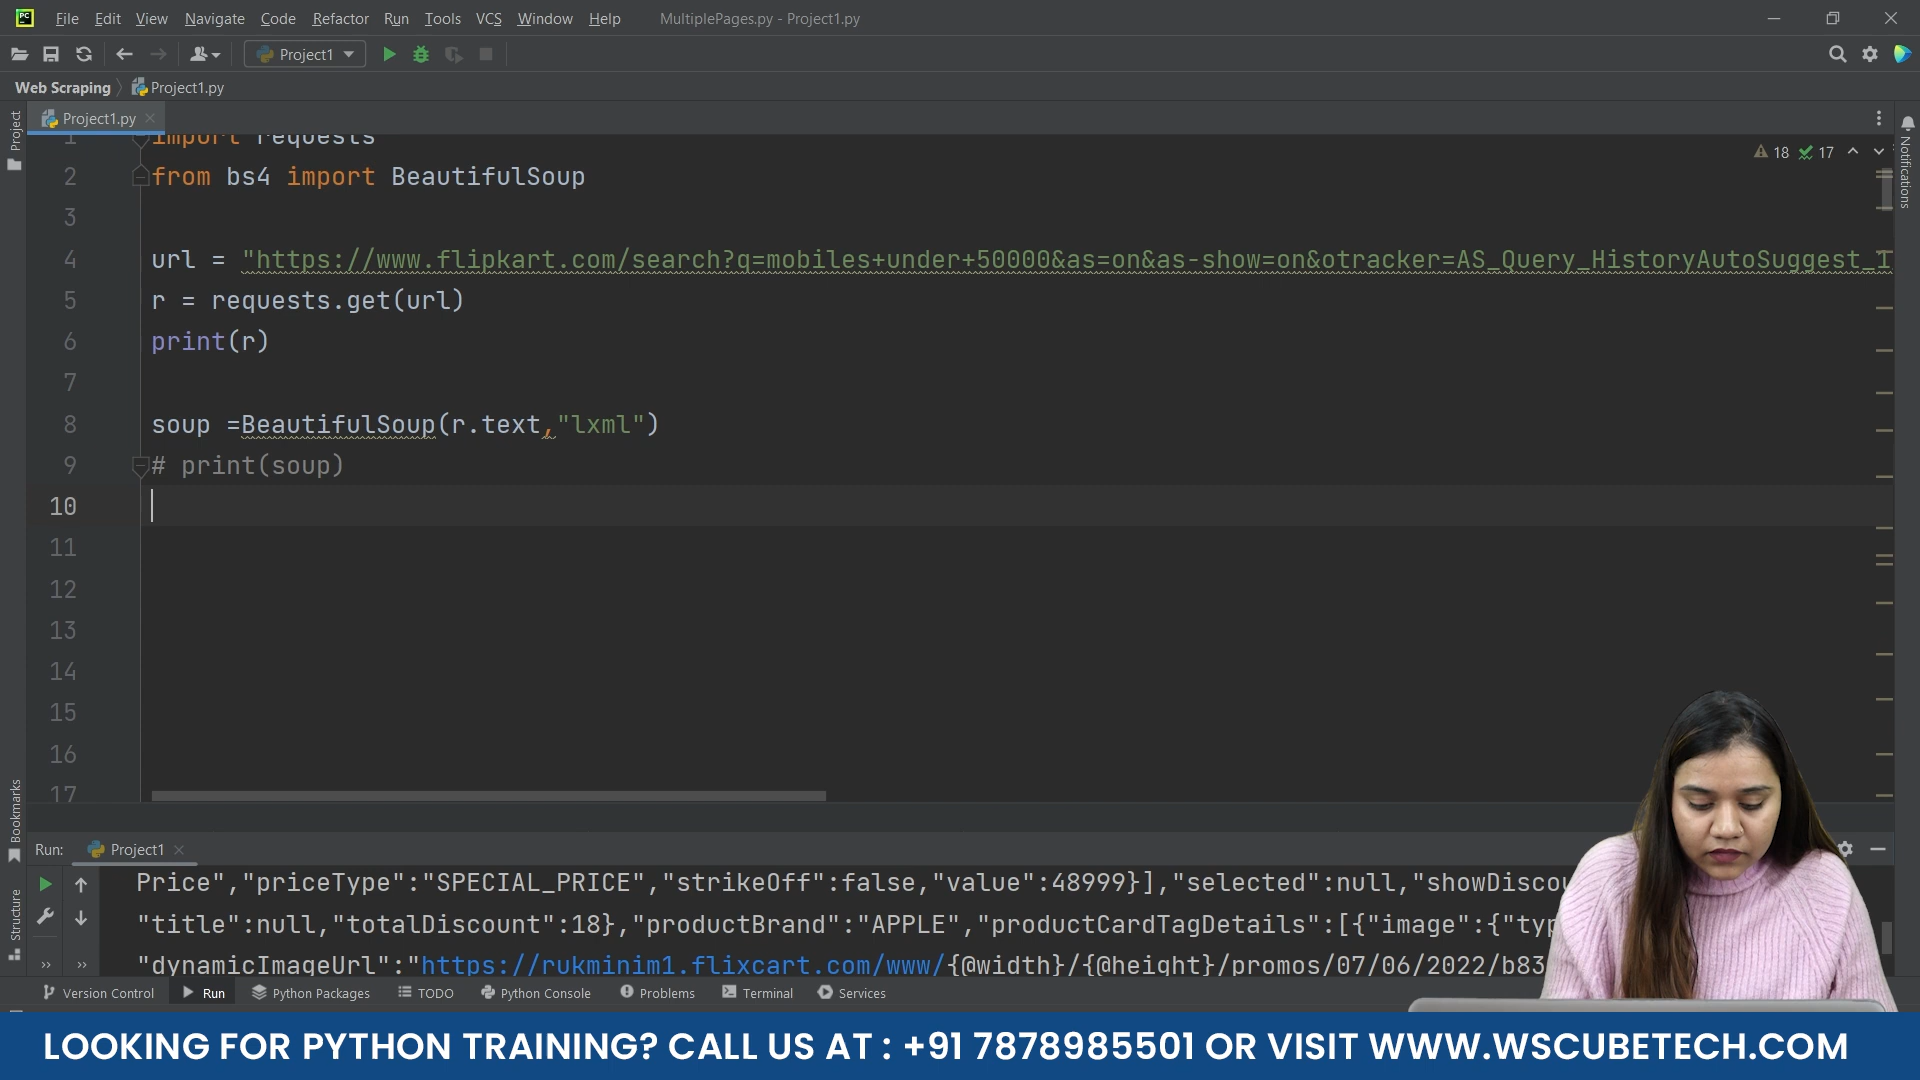 File Edit View Navigate Code Refactor Run Tools VCS Window Help MultiplePages.py - Project1.py
Project1
Web Scraping Project1.py
Project1.py
Project
Notifications
18 17
1 import requests
2 from bs4 import BeautifulSoup
3
4 url = "https://www.flipkart.com/search?q=mobiles+under+50000&as=on&as-show=on&otracker=AS_Query_HistoryAutoSuggest_1
5 r = requests.get(url)
6 print(r)
7
8 soup =BeautifulSoup(r.text,"lxml")
9 # print(soup)
10
11
12
13
14
15
16
17
Bookmarks
Structure
Run: Project1
Price","priceType":"SPECIAL_PRICE","strikeOff":false,"value":48999}],"selected":null,"showDiscou
"title":null,"totalDiscount":18},"productBrand":"APPLE","productCardTagDetails":[{"image":{"typ
"dynamicImageUrl":"https://rukminim1.flixcart.com/www/{@width}/{@height}/promos/07/06/2022/b83
Version Control Run Python Packages TODO Python Console Problems Terminal Services
LOOKING FOR PYTHON TRAINING? CALL US AT : +91 7878985501 OR VISIT WWW.WSCUBETECH.COM